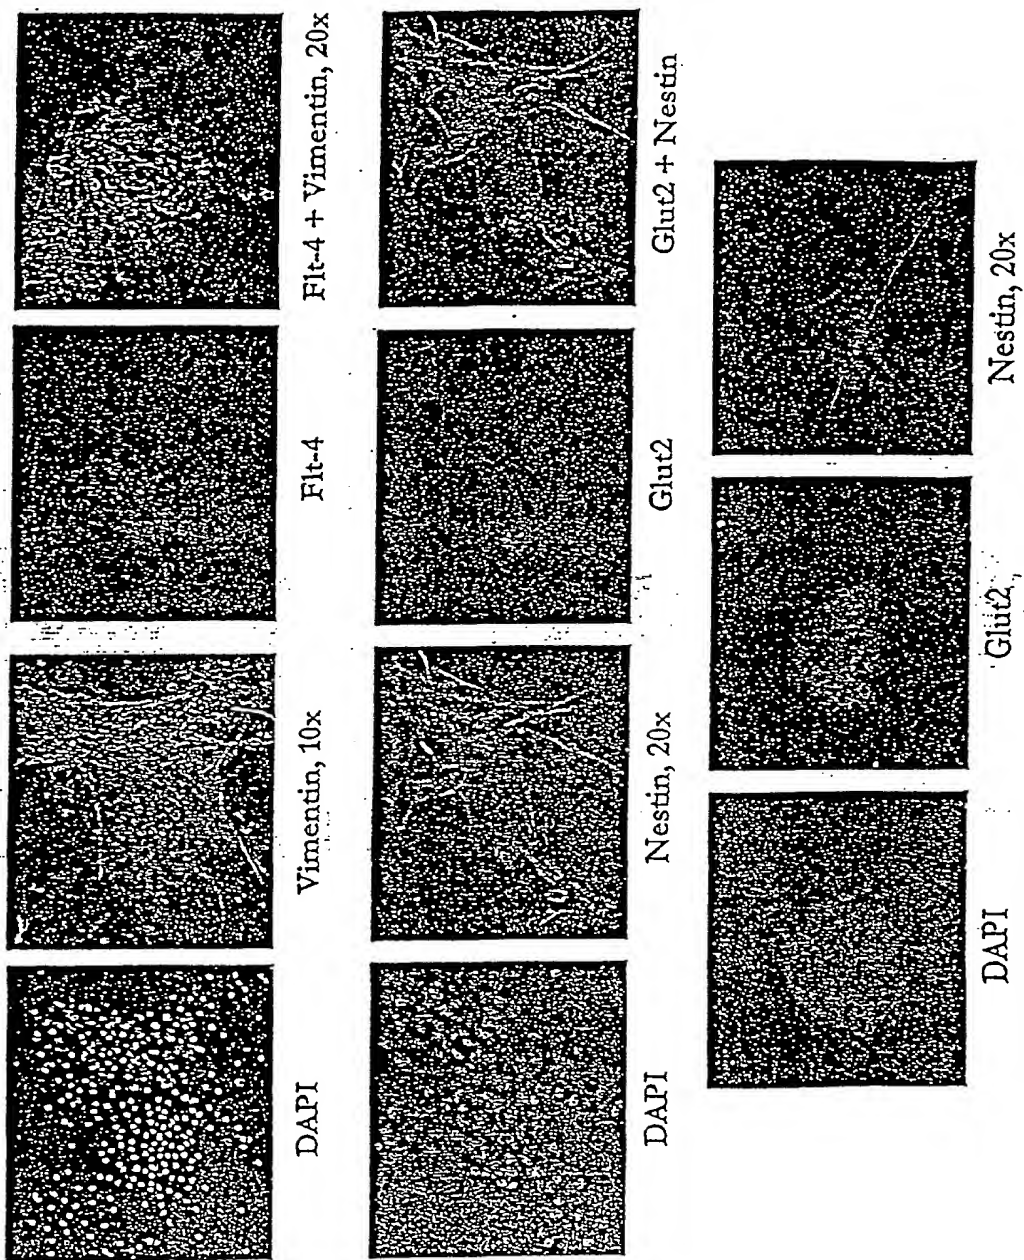 DAPI
Vimentin, 10x
Flt-4
Flt-4 + Vimentin, 20x
DAPI
Nestin, 20x
Glut2
Glut2 + Nestin
DAPI
Glut2
Nestin, 20x